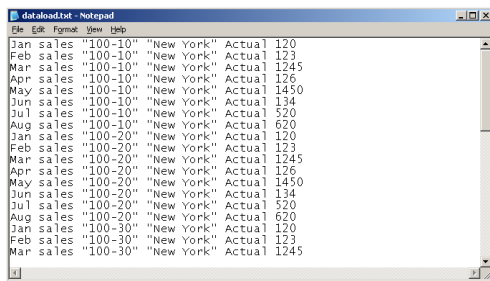 dataload.txt - Notepad
File Edit Format View Help
Jan sales "100-10" "New York" Actual 120
Feb sales "100-10" "New York" Actual 123
Mar sales "100-10" "New York" Actual 1245
Apr sales "100-10" "New York" Actual 126
May sales "100-10" "New York" Actual 1450
Jun sales "100-10" "New York" Actual 134
Jul sales "100-10" "New York" Actual 520
Aug sales "100-10" "New York" Actual 620
Jan sales "100-20" "New York" Actual 120
Feb sales "100-20" "New York" Actual 123
Mar sales "100-20" "New York" Actual 1245
Apr sales "100-20" "New York" Actual 126
May sales "100-20" "New York" Actual 1450
Jun sales "100-20" "New York" Actual 134
Jul sales "100-20" "New York" Actual 520
Aug sales "100-20" "New York" Actual 620
Jan sales "100-30" "New York" Actual 120
Feb sales "100-30" "New York" Actual 123
Mar sales "100-30" "New York" Actual 1245